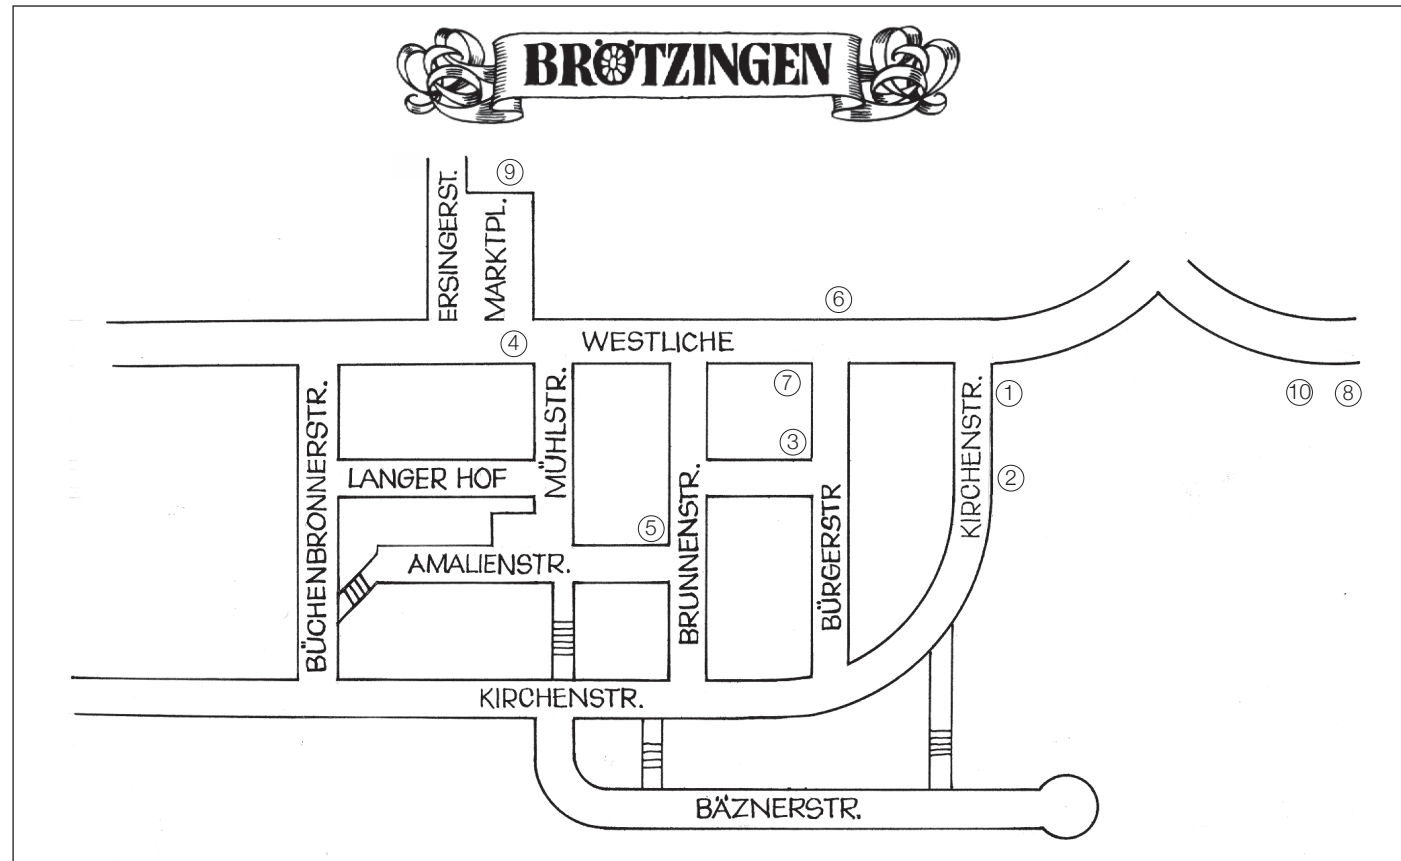 BRÖTZINGEN
⑨
ERSINGERST.
MARKTPL.
⑥
④
WESTLICHE
⑦
①
⑩
⑧
BÜCHENBRONNERSTR.
MÜHLSTR.
KIRCHENSTR.
③
LANGER HOF
②
BRUNNENSTR.
BÜRGERSTR
⑤
AMALIENSTR.
KIRCHENSTR.
BÄZNERSTR.